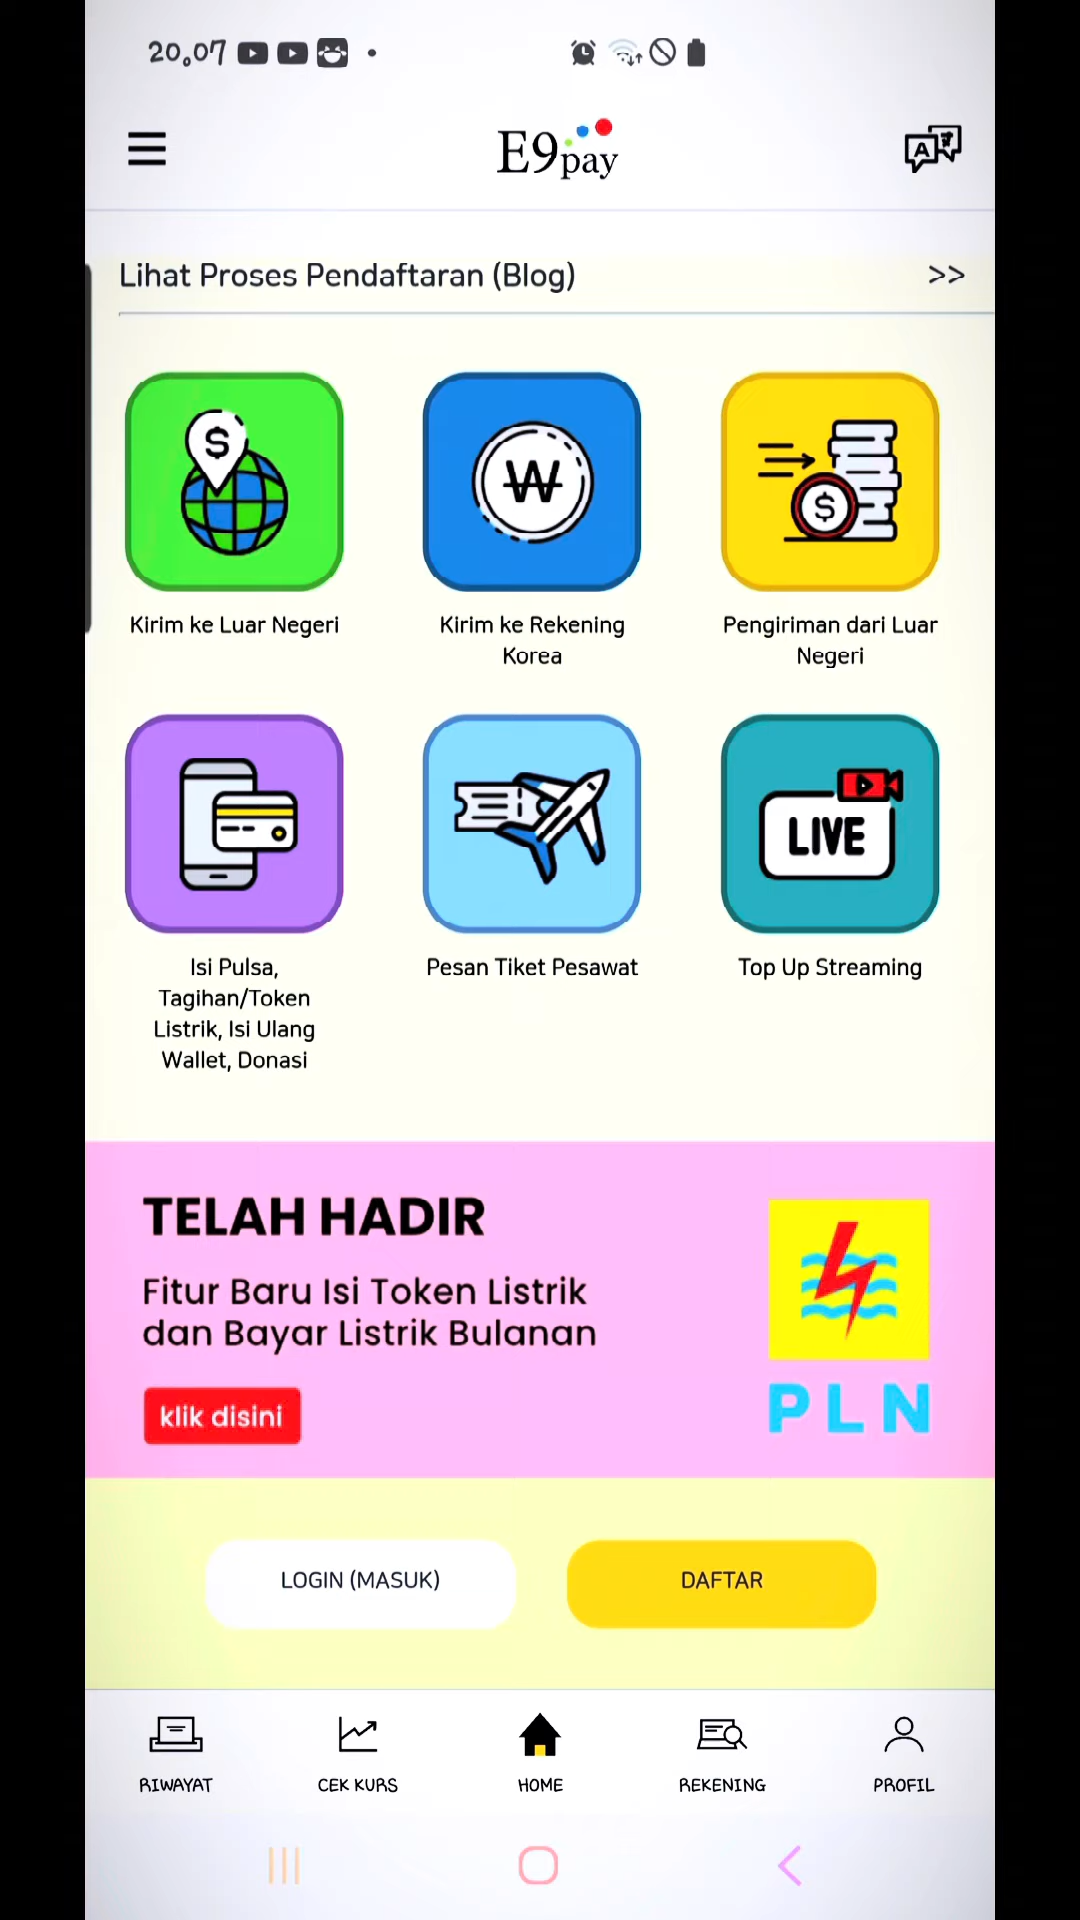 20.07
E9pay
Lihat Proses Pendaftaran (Blog) >>
Kirim ke Luar Negeri
Kirim ke Rekening
Korea
Pengiriman dari Luar
Negeri
LIVE
Isi Pulsa,
Tagihan/Token
Listrik, Isi Ulang
Wallet, Donasi
Pesan Tiket Pesawat
Top Up Streaming
TELAH HADIR
Fitur Baru Isi Token Listrik
dan Bayar Listrik Bulanan
klik disini
PLN
LOGIN (MASUK)
DAFTAR
RIWAYAT
CEK KURS
HOME
REKENING
PROFIL